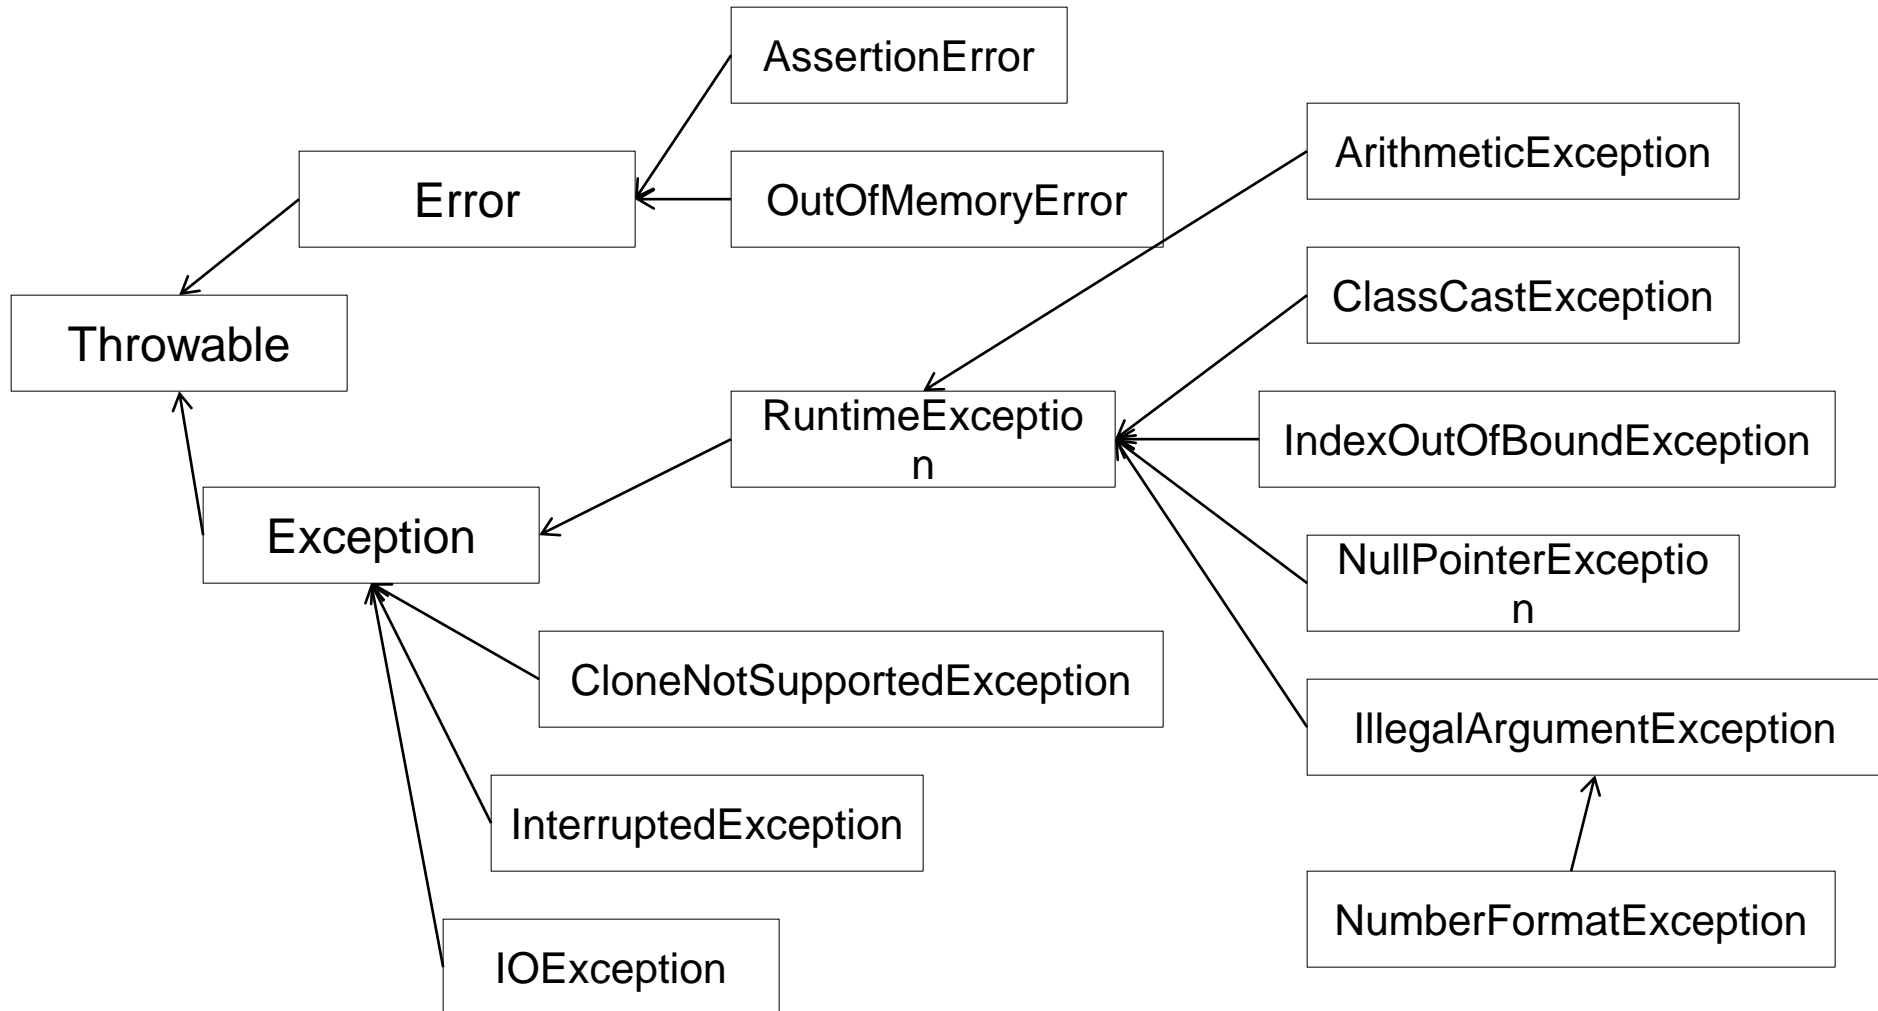 AssertionError
ArithmeticException
Error
OutOfMemoryError
ClassCastException
Throwable
RuntimeExceptio
n
IndexOutOfBoundException
Exception
NullPointerExceptio
n
CloneNotSupportedException
IllegalArgumentException
InterruptedException
NumberFormatException
IOException